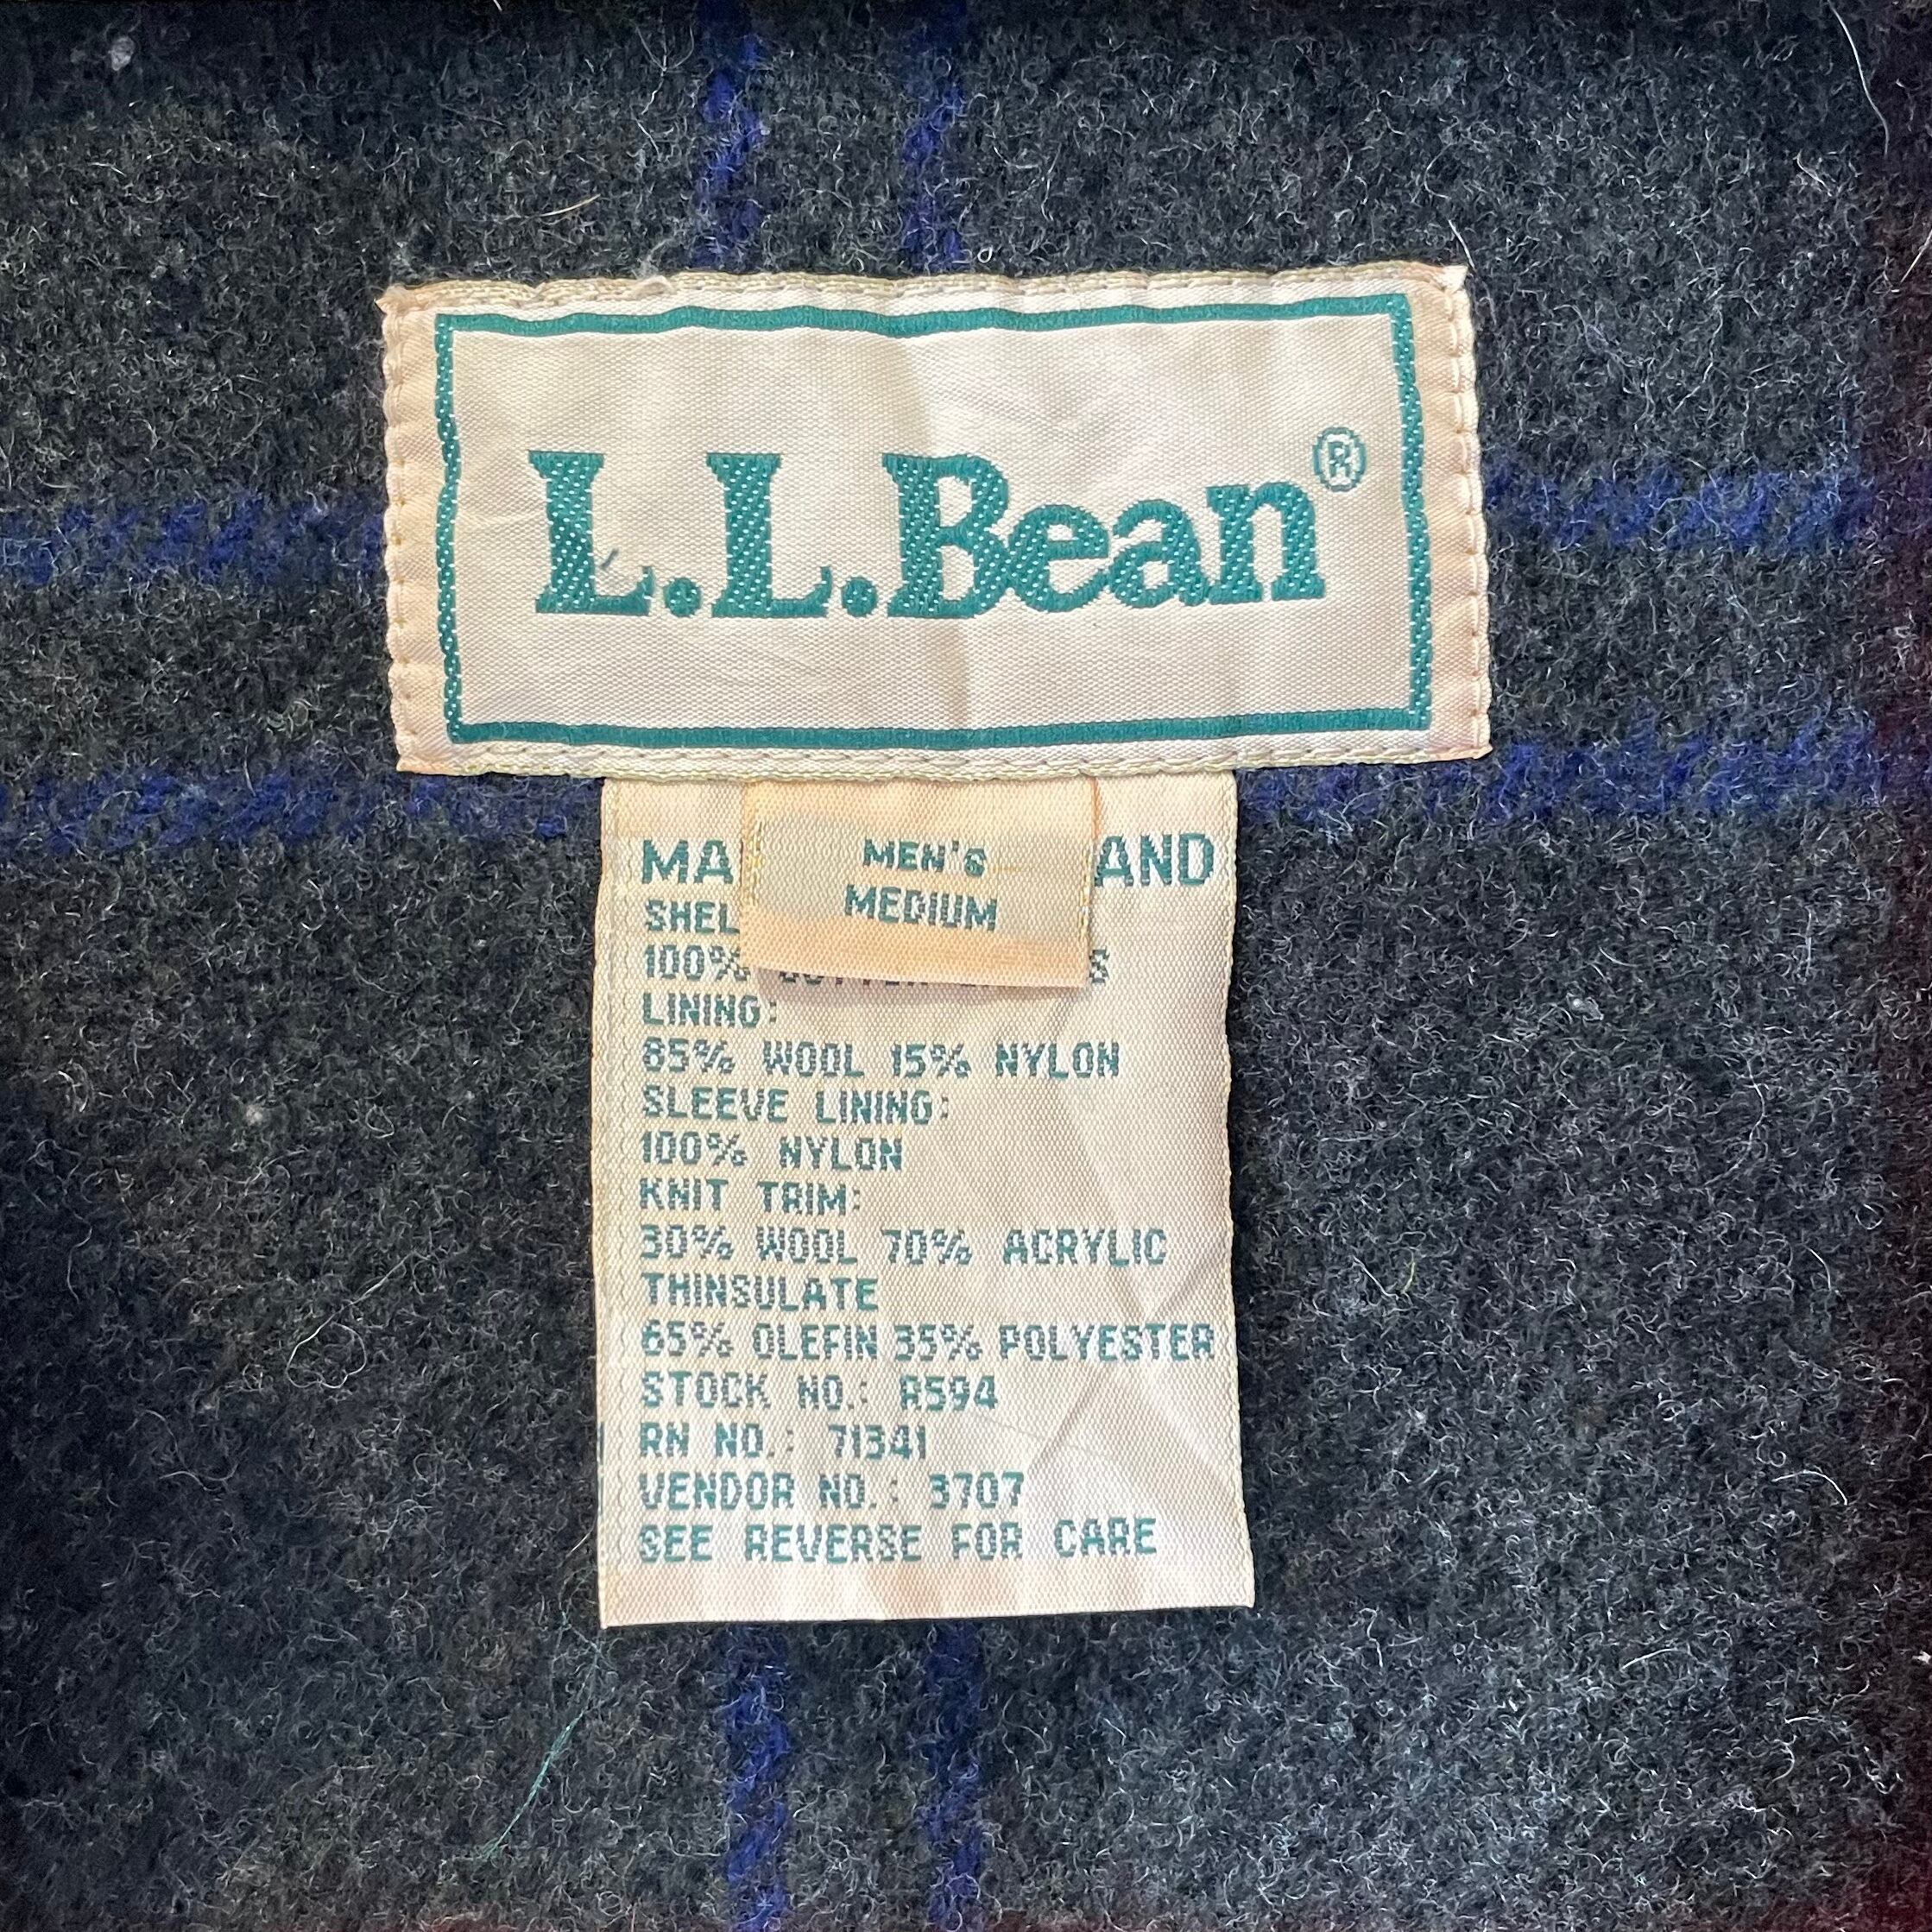 L.L.Bean®
MEN'S
MEDIUM
MA AND
SHEL
100%
LINING:
85% WOOL 15% NYLON
SLEEVE LINING:
100% NYLON
KNIT TRIM:
30% WOOL 70% ACRYLIC
THINSULATE
65% OLEFIN 35% POLYESTER
STOCK NO.: A594
RN NO.: 71341
VENDOR NO.: 3707
SEE REVERSE FOR CARE